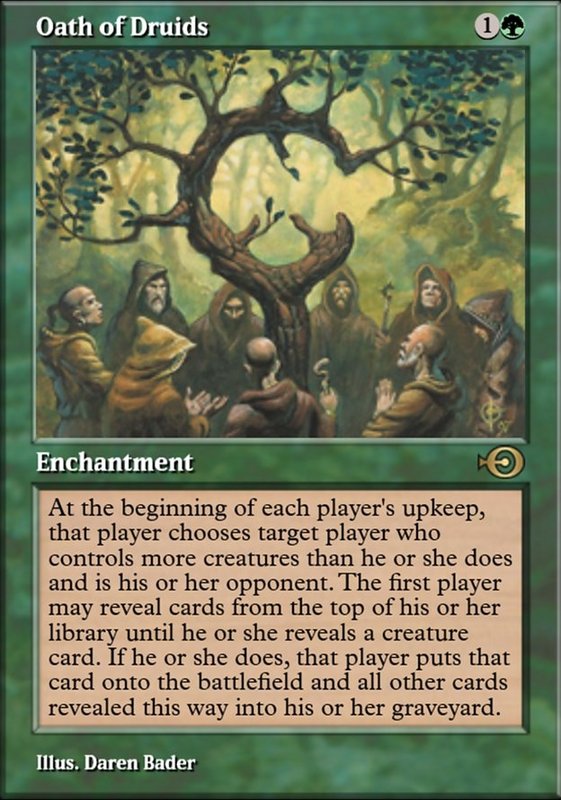 Oath of Druids
1
Enchantment
At the beginning of each player's upkeep,
that player chooses target player who
controls more creatures than he or she does
and is his or her opponent. The first player
may reveal cards from the top of his or her
library until he or she reveals a creature
card. If he or she does, that player puts that
card onto the battlefield and all other cards
revealed this way into his or her graveyard.
Illus. Daren Bader